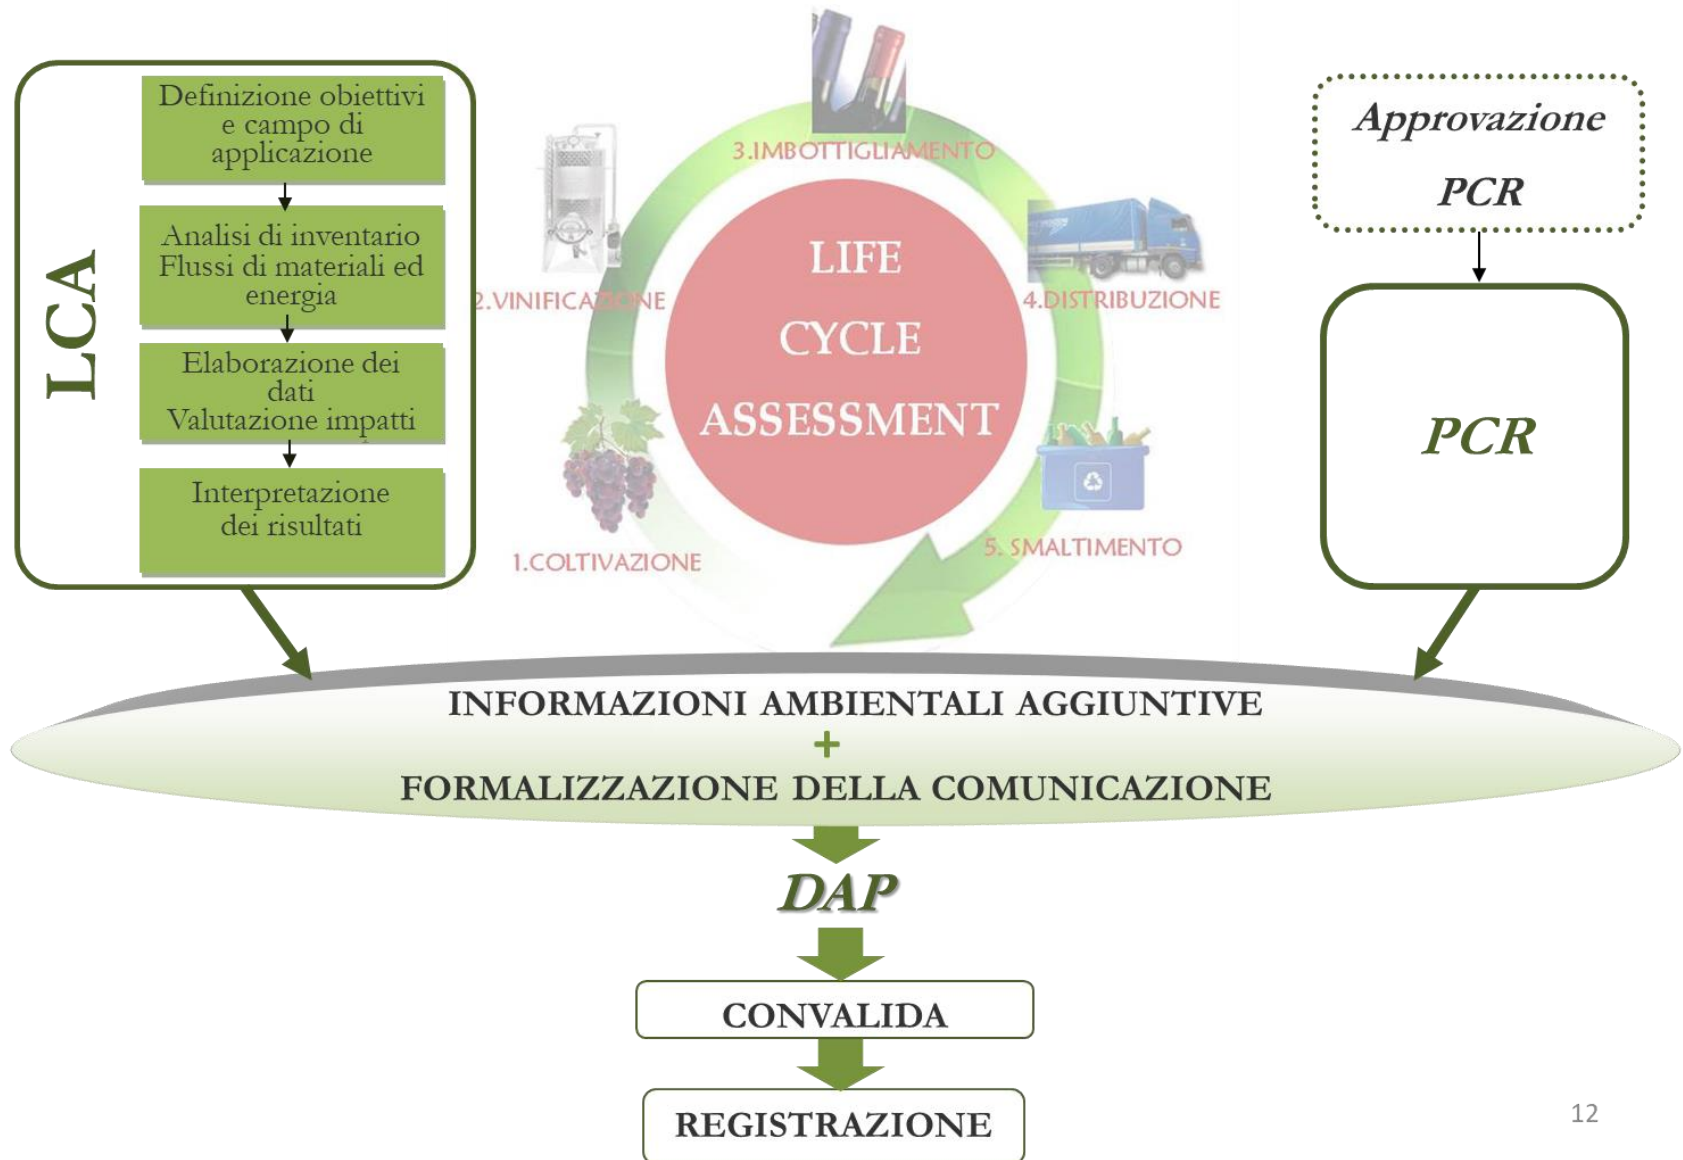 LCA
Definizione obiettivi
e campo di
applicazione
Analisi di inventario
Flussi di materiali ed
energia
Elaborazione dei
dati
Valutazione impatti
Interpretazione
dei risultati
3.IMBOTTIGLIAMENTO
2.VINIFICAZIONE
4.DISTRIBUZIONE
1.COLTIVAZIONE
5. SMALTIMENTO
LIFE
CYCLE
ASSESSMENT
Approvazione
PCR
PCR
INFORMAZIONI AMBIENTALI AGGIUNTIVE
+
FORMALIZZAZIONE DELLA COMUNICAZIONE
DAP
CONVALIDA
REGISTRAZIONE
12